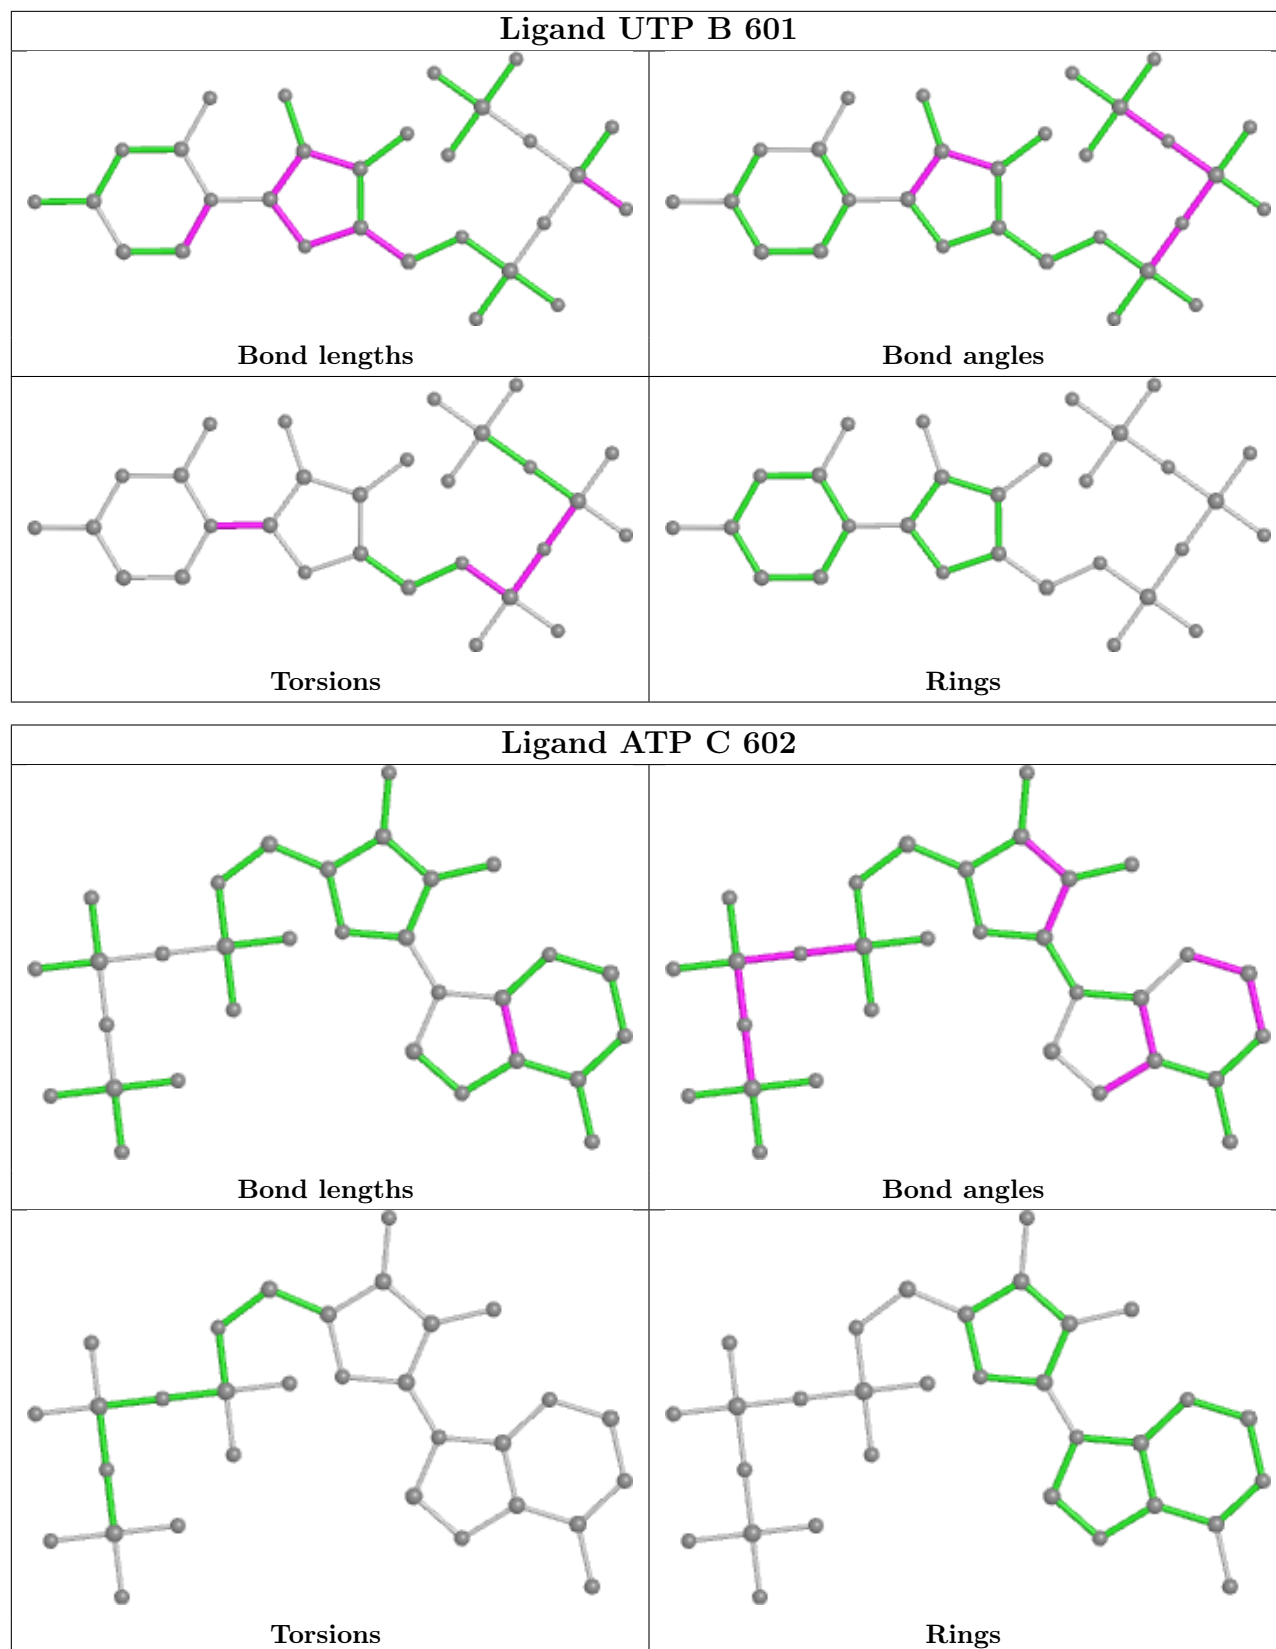 Ligand UTP B 601
Bond lengths
Bond angles
Torsions
Rings
Ligand ATP C 602
Bond lengths
Bond angles
Torsions
Rings